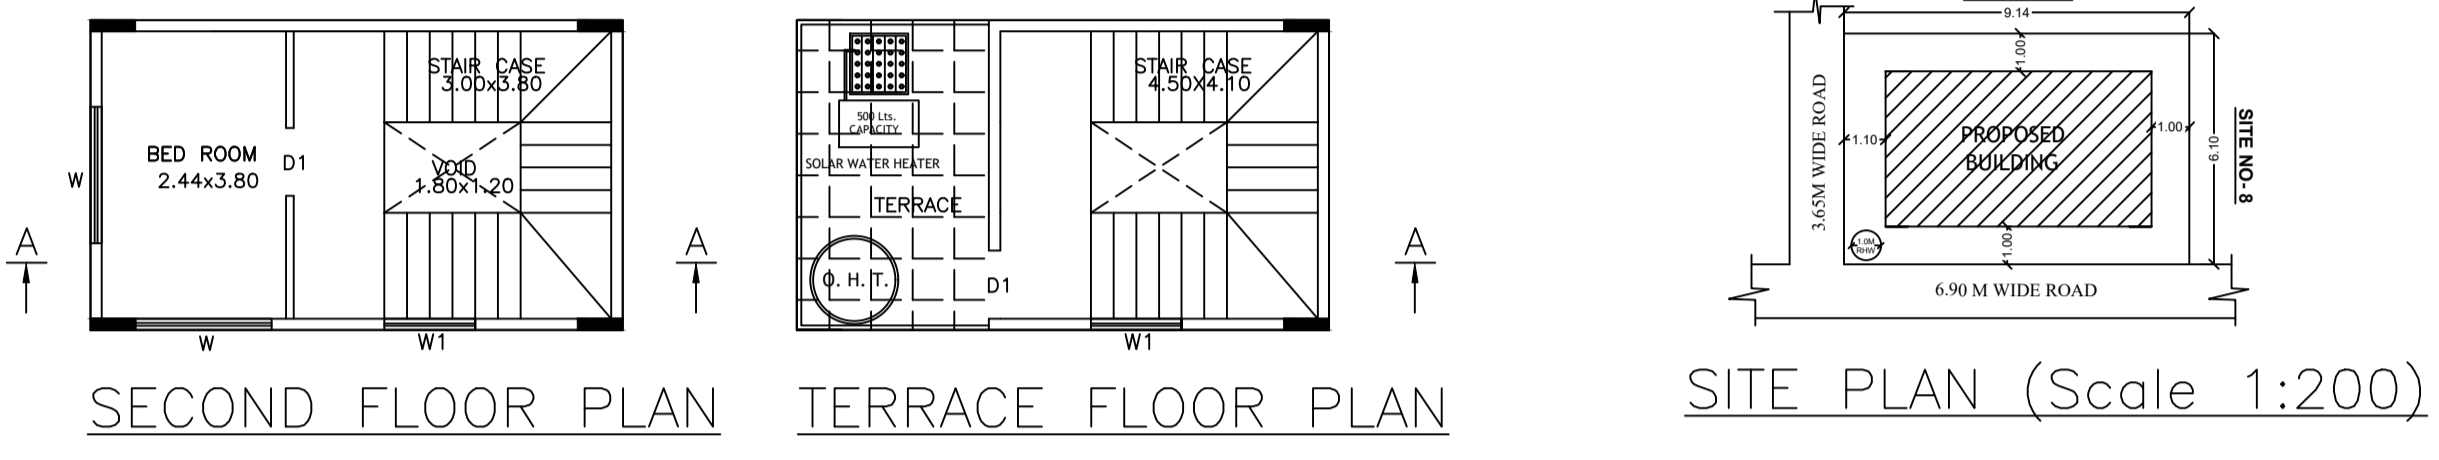 STAIR CASE
3.00x3.80
BED ROOM
2.44x3.80
D1
VOID
1.80x1.20
W
A
A
W
W1
SECOND FLOOR PLAN
STAIR CASE
4.50X4.10
500 Lts.
CAPACITY
SOLAR WATER HEATER
TERRACE
O. H. T.
D1
A
W1
TERRACE FLOOR PLAN
9.14
1.00
3.65M WIDE ROAD
1.10
PROPOSED
BUILDING
1.00
6.10
SITE NO-8
1.0M
RHW
1.00
6.90 M WIDE ROAD
SITE PLAN (Scale 1:200)